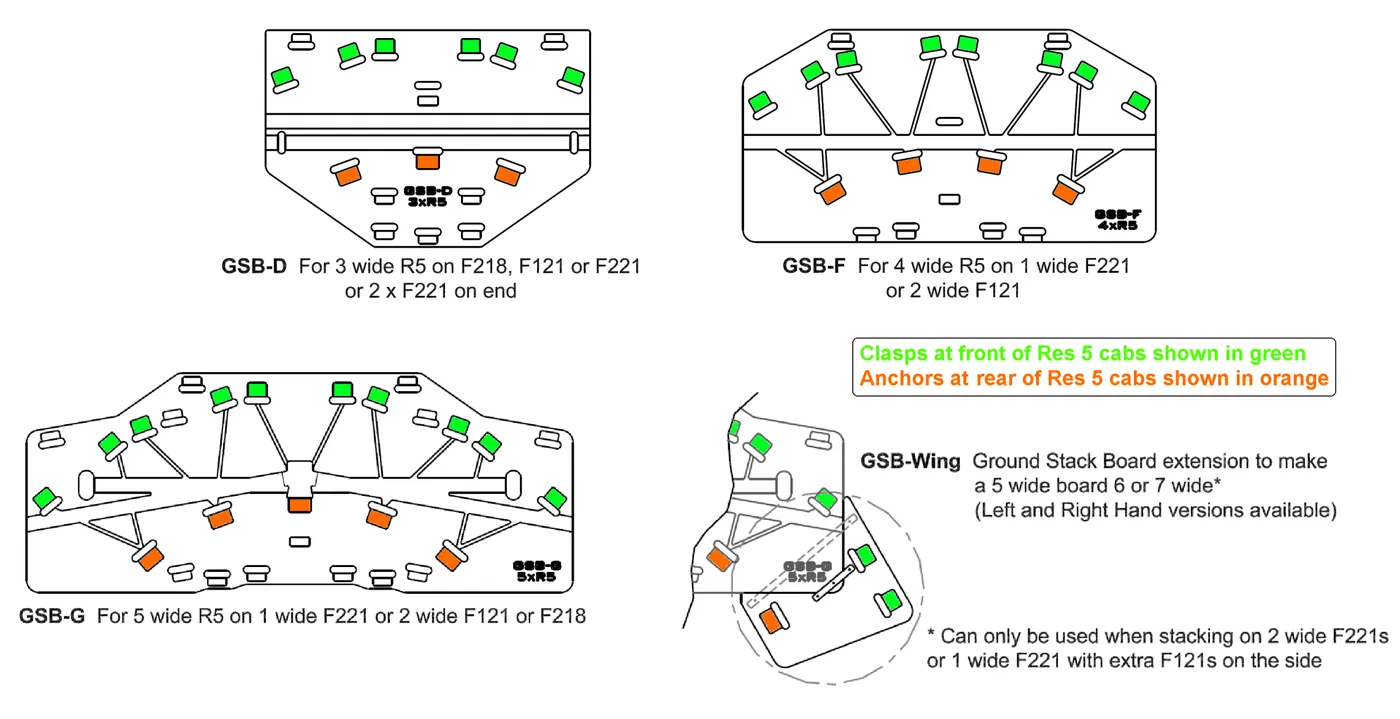 GSB-D
3xR5
GSB-D For 3 wide R5 on F218, F121 or F221
or 2 x F221 on end
GSB-F
4xR5
GSB-F For 4 wide R5 on 1 wide F221
or 2 wide F121
Clasps at front of Res 5 cabs shown in green
Anchors at rear of Res 5 cabs shown in orange
GSB-G
5xR5
GSB-G For 5 wide R5 on 1 wide F221 or 2 wide F121 or F218
GSB-G
5xR5
GSB-Wing Ground Stack Board extension to make
a 5 wide board 6 or 7 wide*
(Left and Right Hand versions available)
* Can only be used when stacking on 2 wide F221s
or 1 wide F221 with extra F121s on the side